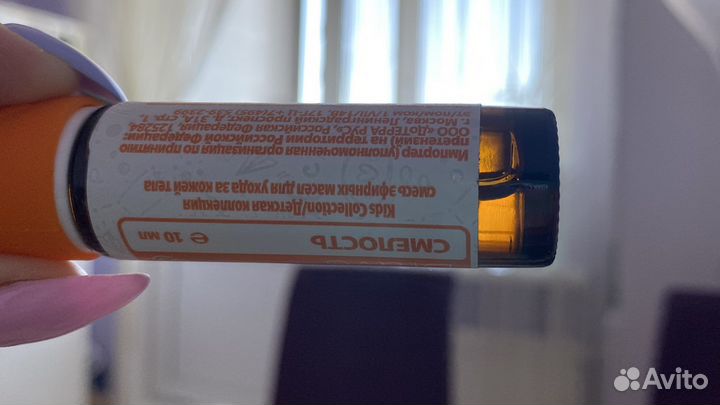 СМЕЛОСТЬ
℮ 10 мл
Kids Collection/Детская коллекция
смесь эфирных масел для ухода за кожей тела
Импортер (уполномоченная организация по принятию
претензий) на территории Российской Федерации:
ООО «ДоТЕРРА РУС», Российская Федерация, 125284
г. Москва, Ленинградский проспект, д. 31А, стр. 1,
Avito